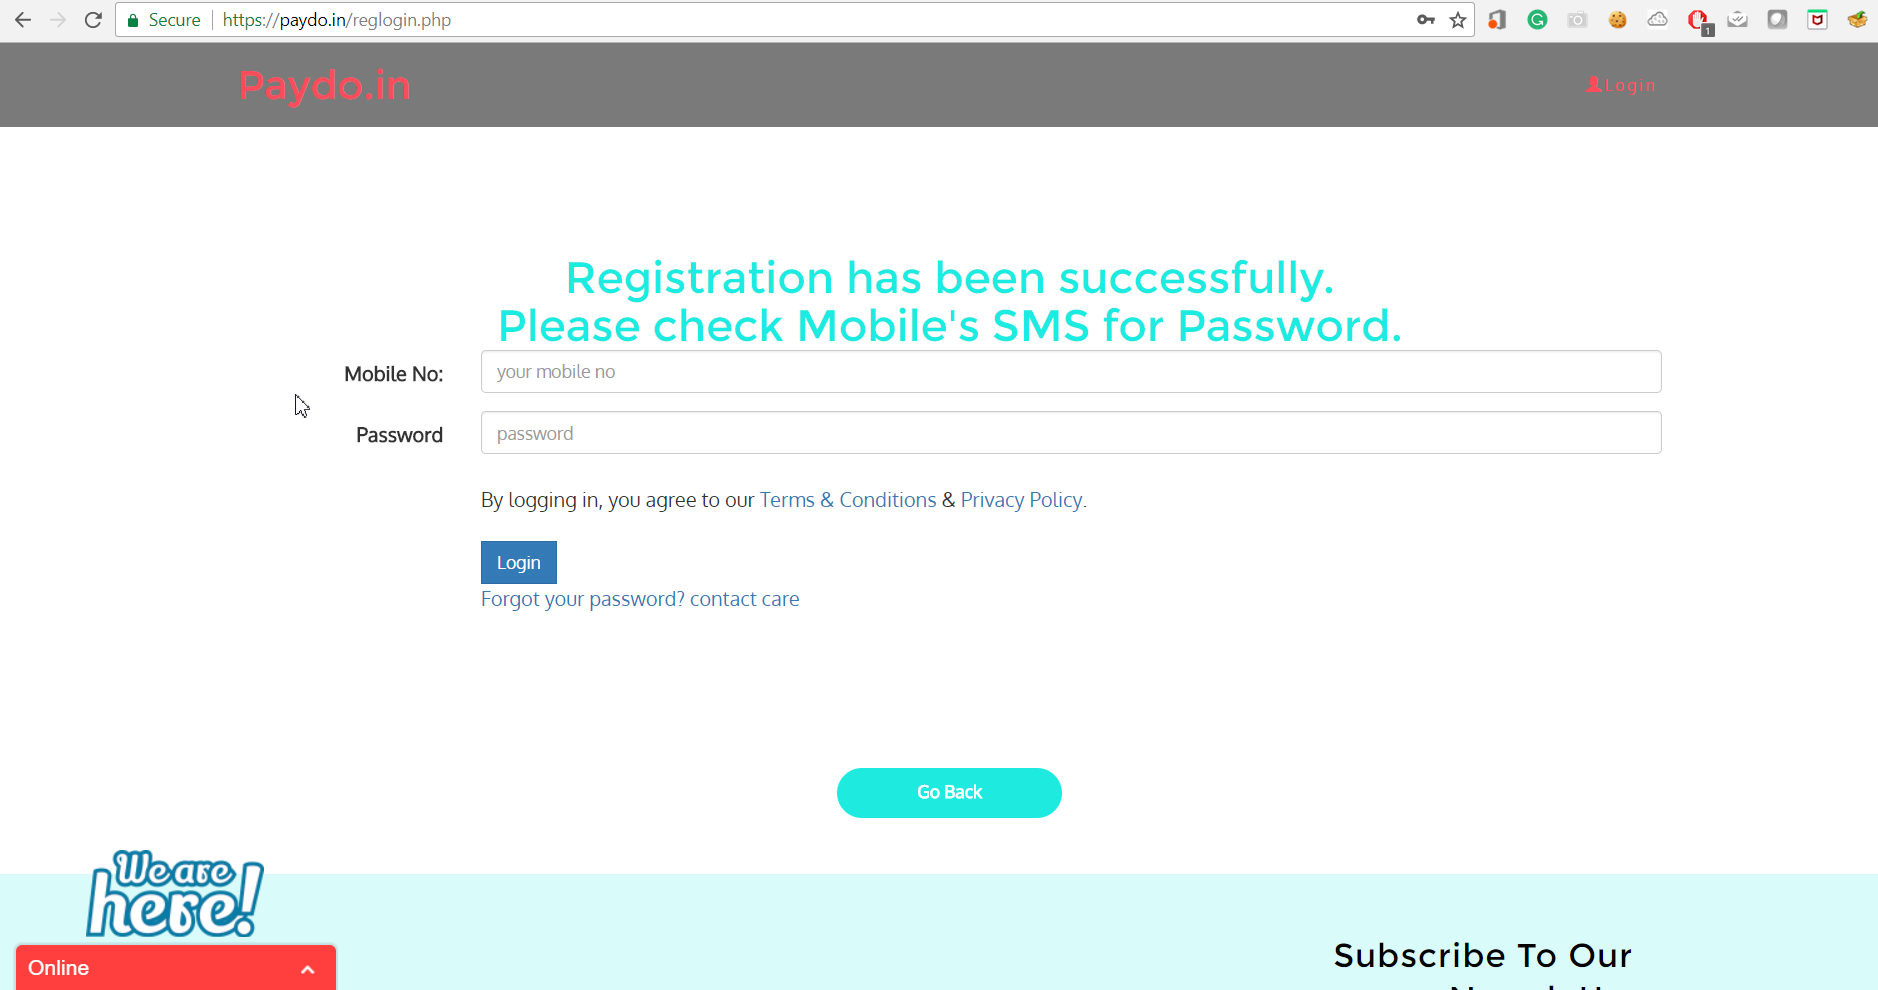 Secure https://paydo.in/reglogin.php
1
Paydo.in
Login
Registration has been successfully.
Please check Mobile's SMS for Password.
Mobile No: your mobile no
Password password
By logging in, you agree to our Terms & Conditions & Privacy Policy.
Login
Forgot your password? contact care
Go Back
We are
here!
Online
Subscribe To Our